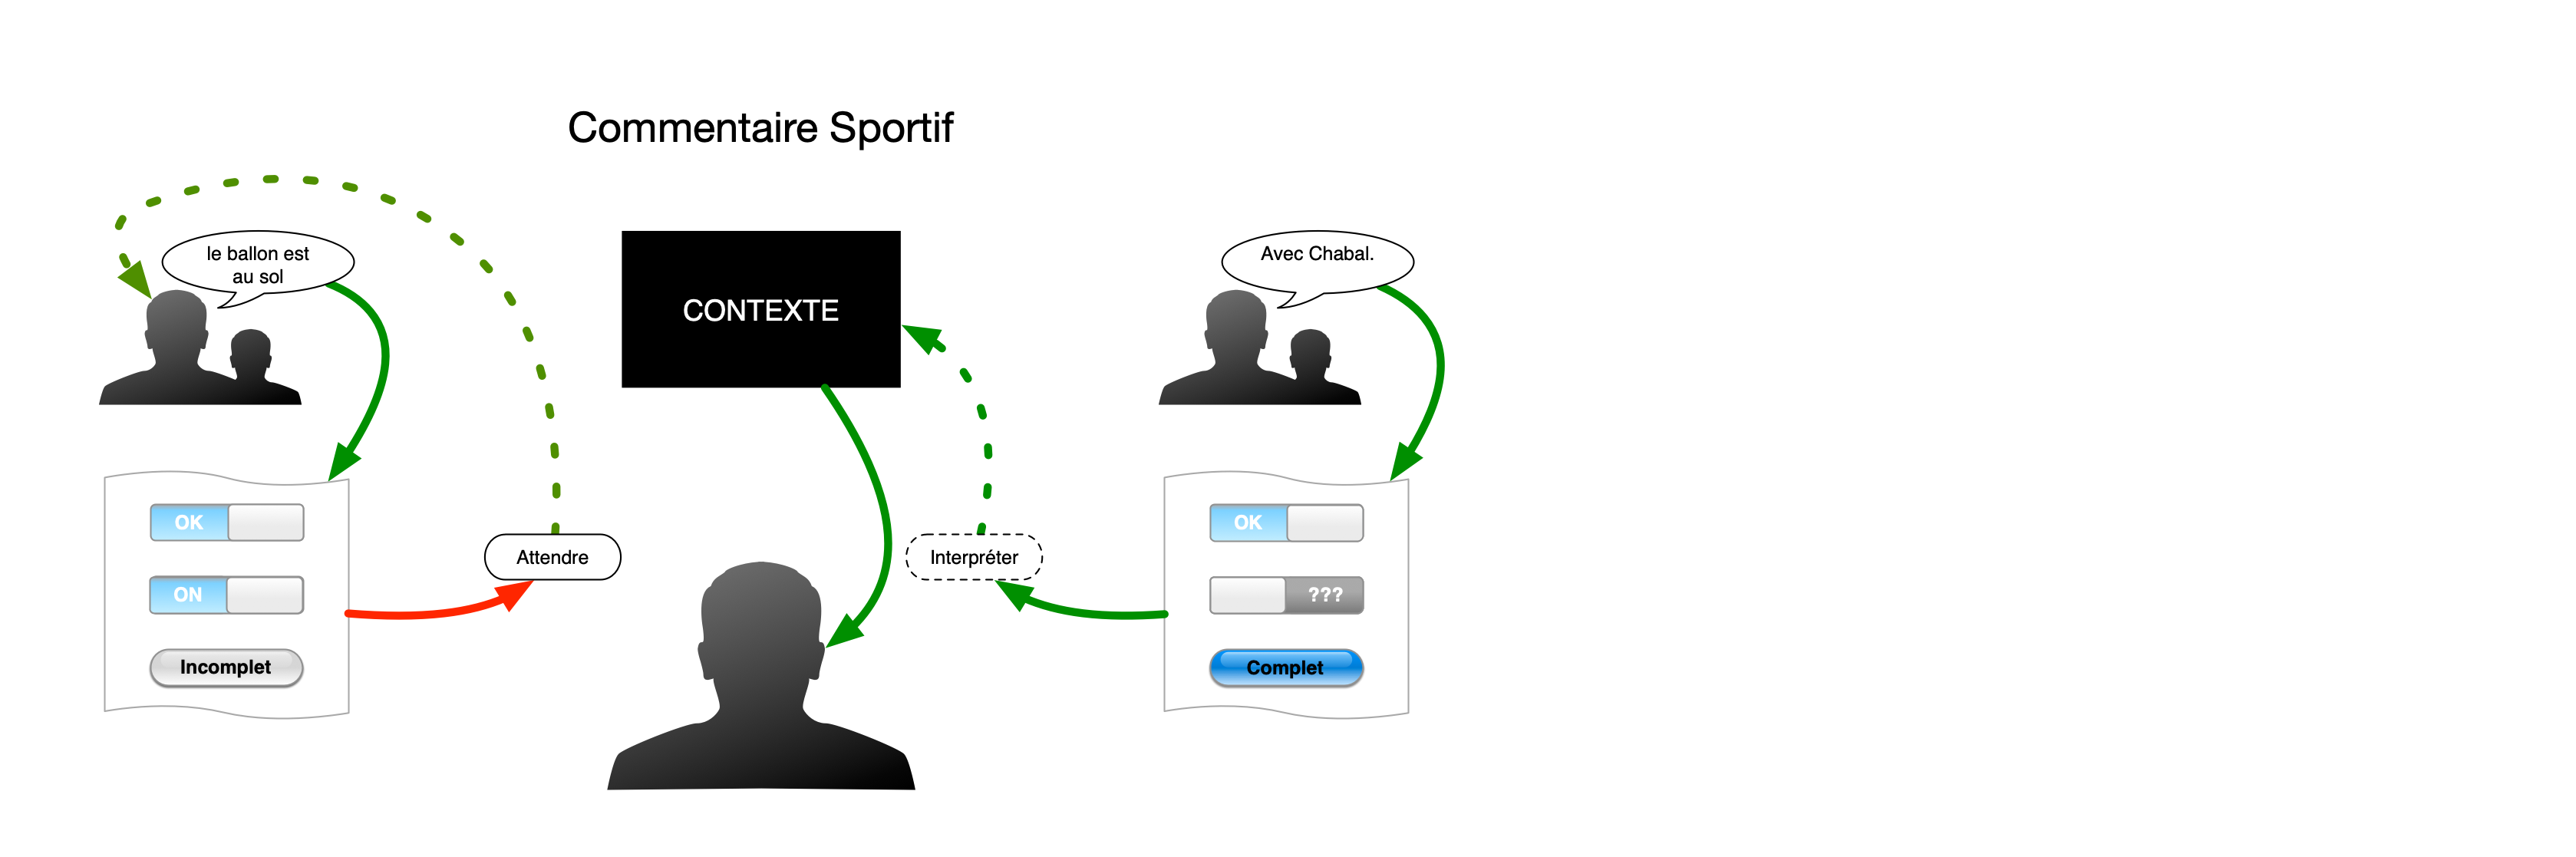 Commentaire Sportif
le ballon est
au sol
CONTEXTE
Avec Chabal.
OK
ON
Incomplet
Attendre
Interpréter
OK
???
Complet